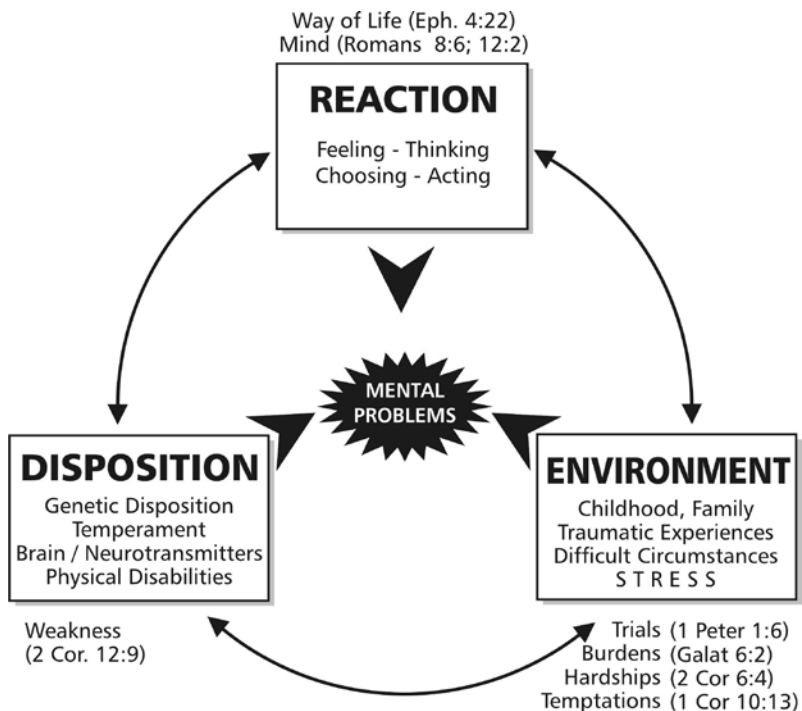 Way of Life (Eph. 4:22)
Mind (Romans 8:6; 12:2)
REACTION
Feeling - Thinking
Choosing - Acting
MENTAL
PROBLEMS
DISPOSITION
Genetic Disposition
Temperament
Brain / Neurotransmitters
Physical Disabilities
Weakness
(2 Cor. 12:9)
ENVIRONMENT
Childhood, Family
Traumatic Experiences
Difficult Circumstances
S T R E S S
Trials (1 Peter 1:6)
Burdens (Galat 6:2)
Hardships (2 Cor 6:4)
Temptations (1 Cor 10:13)